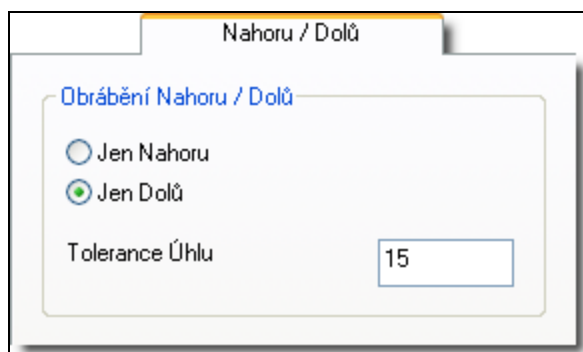 Nahoru / Dolů
Obrábění Nahoru / Dolů
Jen Nahoru
Jen Dolů
Tolerance Úhlu 15